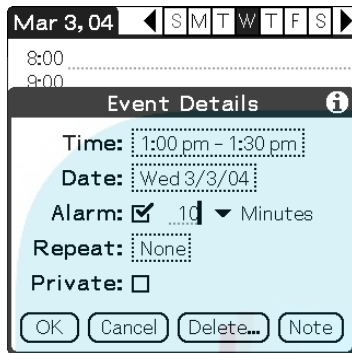 Mar 3, 04 S M T W T F S
8:00
9:00
Event Details
Time: 1:00 pm - 1:30 pm
Date: Wed 3/3/04
Alarm: 10 Minutes
Repeat: None
Private:
OK Cancel Delete... Note